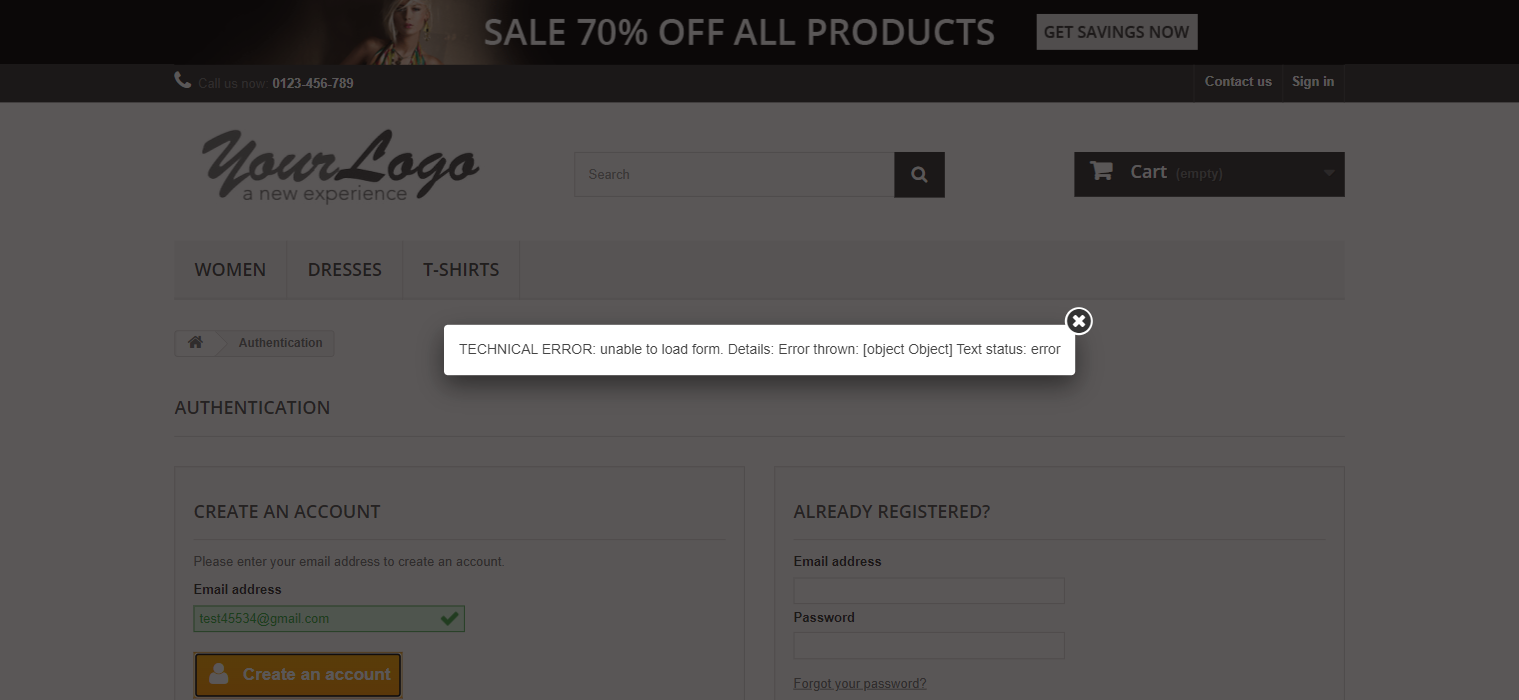 SALE 70% OFF ALL PRODUCTS GET SAVINGS NOW
Call us now: 0123-456-789 Contact us Sign in
YourLogo
a new experience
Search
Cart (empty)
WOMEN DRESSES T-SHIRTS
Authentication
TECHNICAL ERROR: unable to load form. Details: Error thrown: [object Object] Text status: error
AUTHENTICATION
CREATE AN ACCOUNT
Please enter your email address to create an account.
Email address
test45534@gmail.com
Create an account
ALREADY REGISTERED?
Email address
Password
Forgot your password?